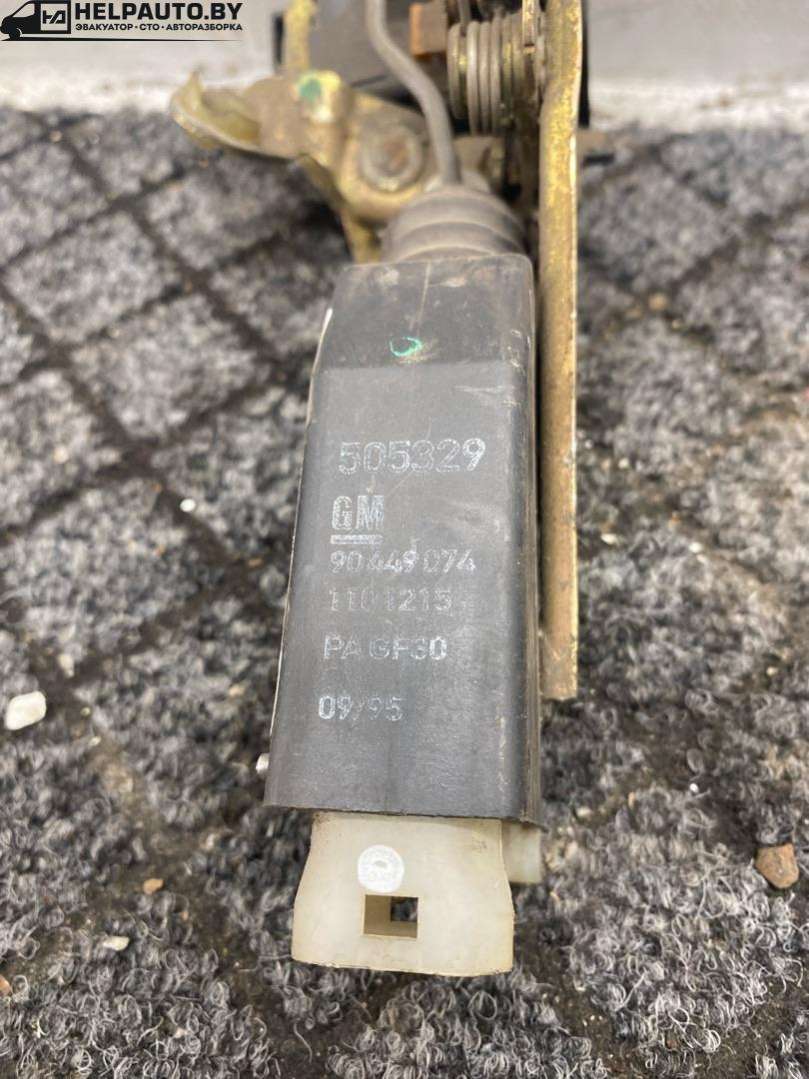 HELPAUTO.BY
ЭВАКУАТОР · СТО · АВТОРАЗБОРКА
505329
GM
90449074
1101215
PA GF30
09/95